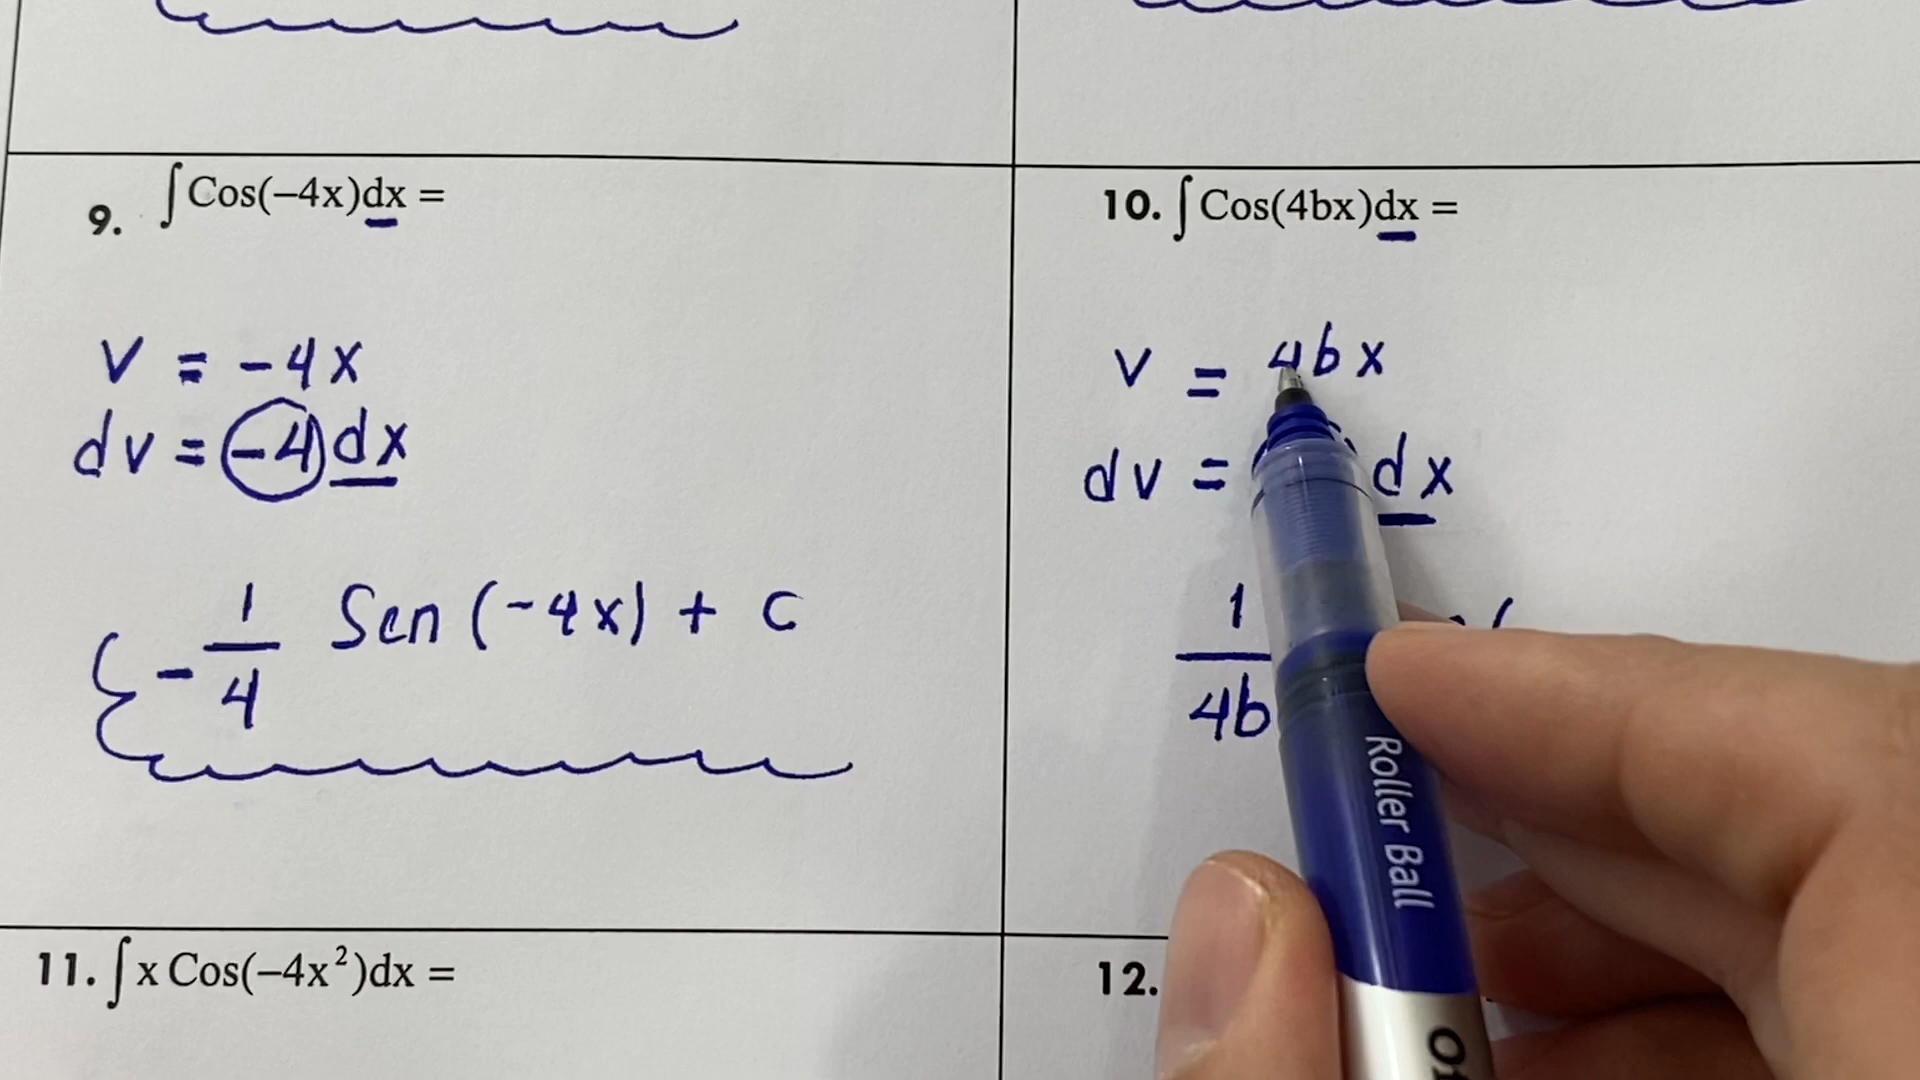 9. ∫Cos(−4x)dx =
v = -4x
dv = -4 dx
-1/4 Sen (-4x) + c
10. ∫Cos(4bx)dx =
v = 4bx
dv = dx
1/4b
11. ∫x Cos(−4x²)dx =
12.
Roller Ball